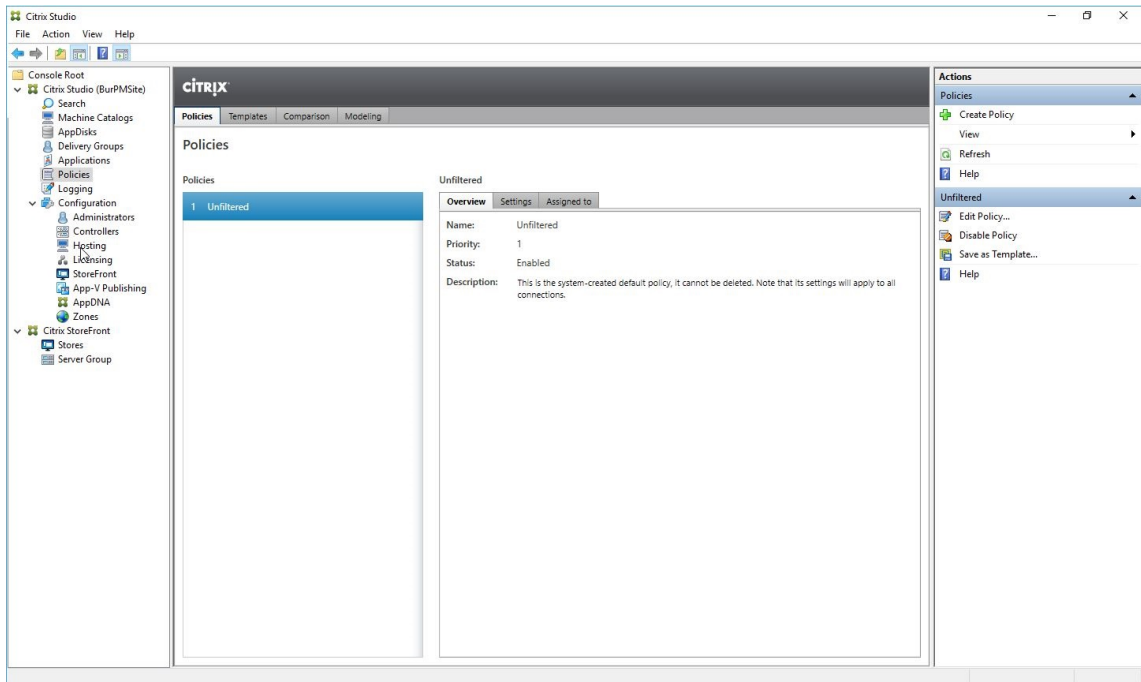 Citrix Studio
File Action View Help
Console Root
Citrix Studio (BurPMSite)
Search
Machine Catalogs
AppDisks
Delivery Groups
Applications
Policies
Logging
Configuration
Administrators
Controllers
Hosting
Licensing
StoreFront
App-V Publishing
AppDNA
Zones
Citrix StoreFront
Stores
Server Group
CITRIX
Policies Templates Comparison Modeling
Policies
Policies
1 Unfiltered
Unfiltered
Overview Settings Assigned to
Name: Unfiltered
Priority: 1
Status: Enabled
Description: This is the system-created default policy, it cannot be deleted. Note that its settings will apply to all
connections.
Actions
Policies
Create Policy
View
Refresh
Help
Unfiltered
Edit Policy...
Disable Policy
Save as Template...
Help